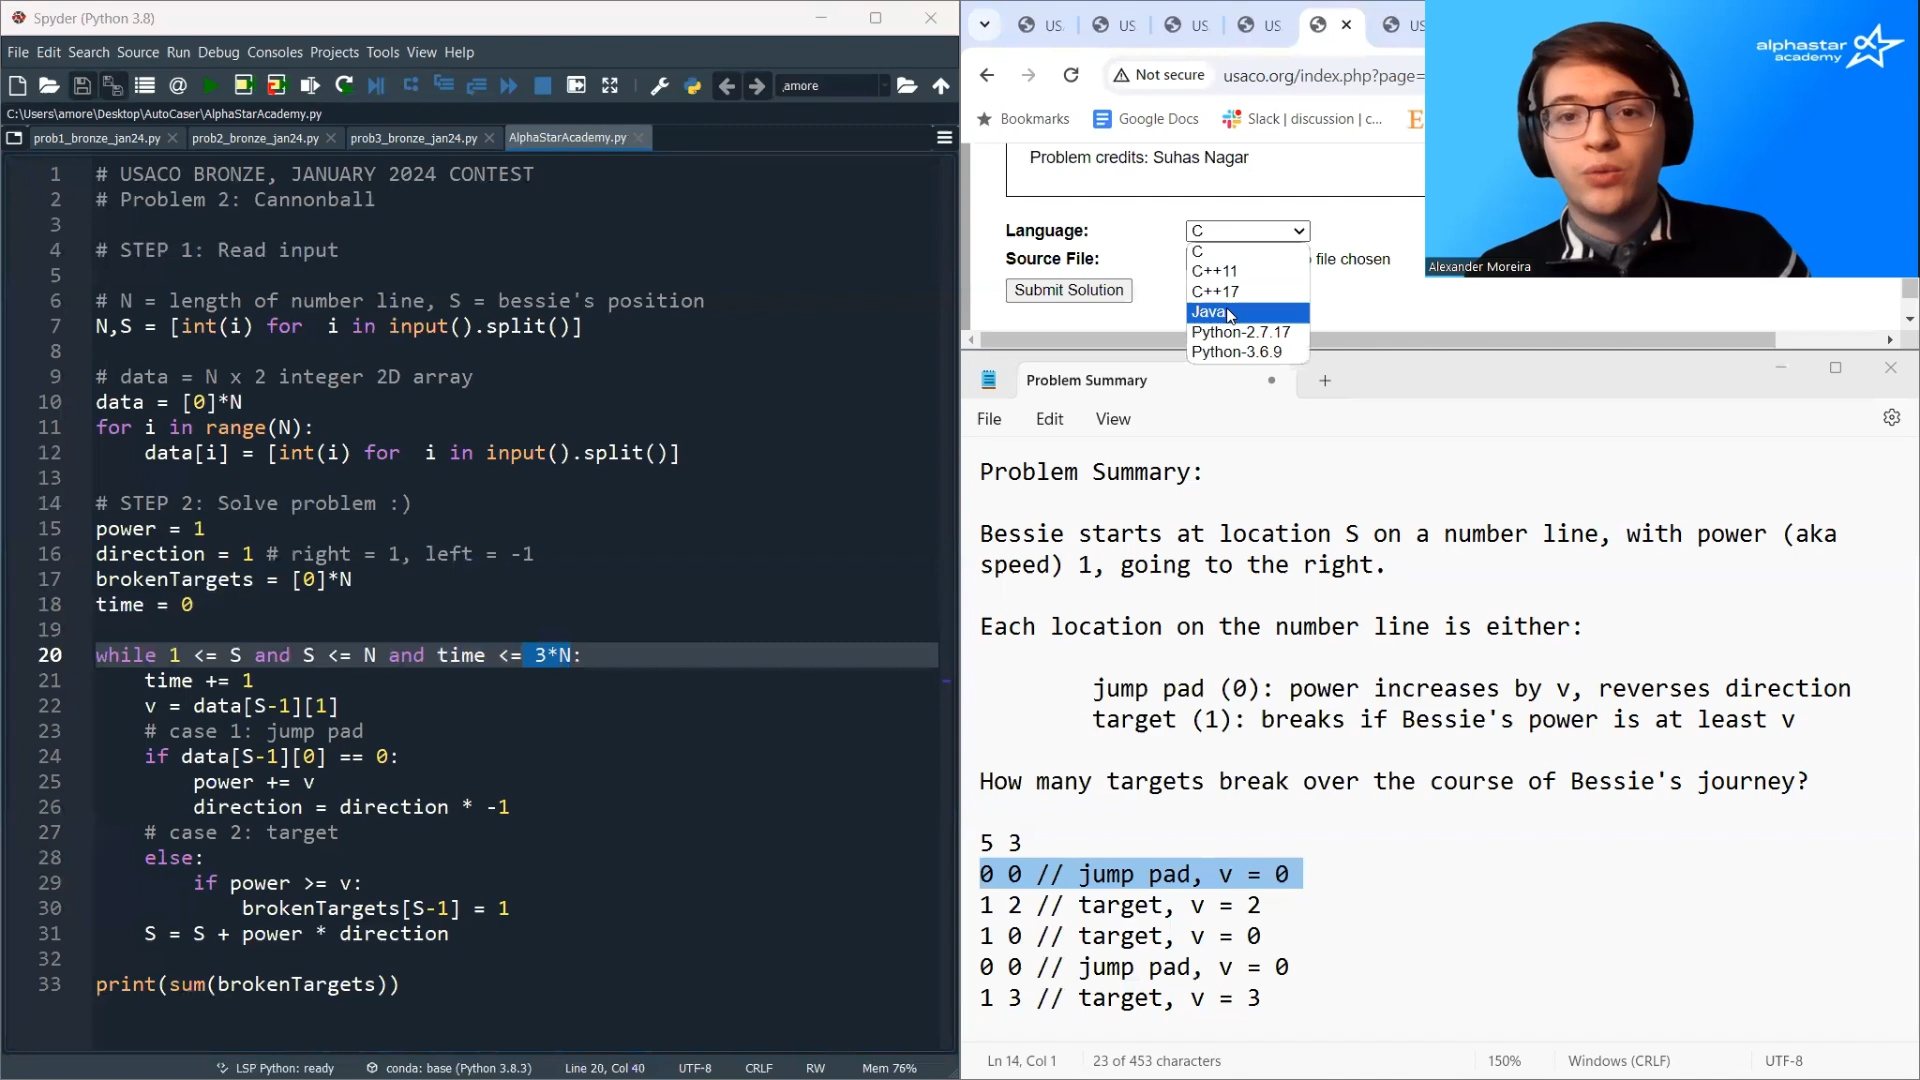 Spyder (Python 3.8)
File Edit Search Source Run Debug Consoles Projects Tools View Help
,amore
C:\Users\amore\Desktop\AutoCaser\AlphaStarAcademy.py
prob1_bronze_jan24.py
prob2_bronze_jan24.py
prob3_bronze_jan24.py
AlphaStarAcademy.py
1 # USACO BRONZE, JANUARY 2024 CONTEST
2 # Problem 2: Cannonball
3
4 # STEP 1: Read input
5
6 # N = length of number line, S = bessie's position
7 N,S = [int(i) for  i in input().split()]
8
9 # data = N x 2 integer 2D array
10 data = [0]*N
11 for i in range(N):
12     data[i] = [int(i) for  i in input().split()]
13
14 # STEP 2: Solve problem :)
15 power = 1
16 direction = 1 # right = 1, left = -1
17 brokenTargets = [0]*N
18 time = 0
19
20 while 1 <= S and S <= N and time <= 3*N:
21     time += 1
22     v = data[S-1][1]
23     # case 1: jump pad
24     if data[S-1][0] == 0:
25         power += v
26         direction = direction * -1
27     # case 2: target
28     else:
29         if power >= v:
30             brokenTargets[S-1] = 1
31     S = S + power * direction
32
33 print(sum(brokenTargets))
LSP Python: ready
conda: base (Python 3.8.3)
Line 20, Col 40
UTF-8
CRLF
RW
Mem 76%
US
US
US
US
US
Not secure
usaco.org/index.php?page=
Bookmarks
Google Docs
Slack | discussion | c...
Problem credits: Suhas Nagar
Language:
C
Source File:
file chosen
Submit Solution
C
C++11
C++17
Java
Python-2.7.17
Python-3.6.9
alphastar
academy
Alexander Moreira
Problem Summary
File
Edit
View
Problem Summary:
Bessie starts at location S on a number line, with power (aka
speed) 1, going to the right.
Each location on the number line is either:
jump pad (0): power increases by v, reverses direction
target (1): breaks if Bessie's power is at least v
How many targets break over the course of Bessie's journey?
5 3
0 0 // jump pad, v = 0
1 2 // target, v = 2
1 0 // target, v = 0
0 0 // jump pad, v = 0
1 3 // target, v = 3
Ln 14, Col 1
23 of 453 characters
150%
Windows (CRLF)
UTF-8